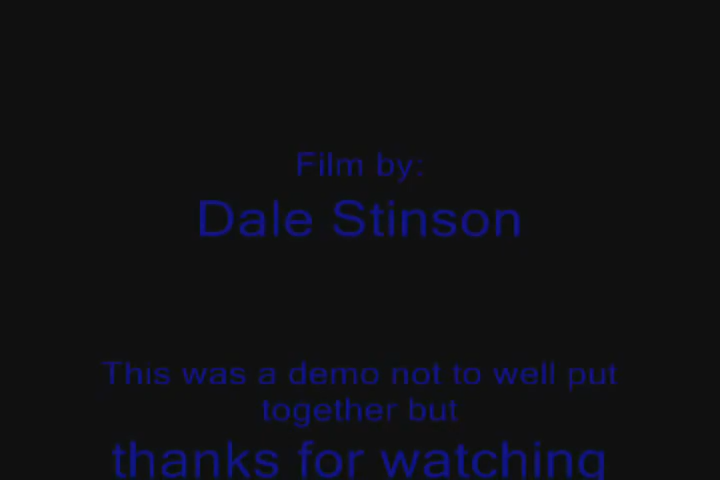 Film by:
Dale Stinson
This was a demo not to well put
together but
thanks for watching